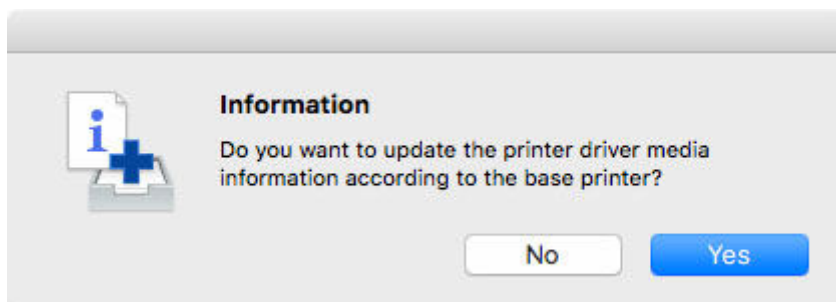 i
Information
Do you want to update the printer driver media
information according to the base printer?
No
Yes